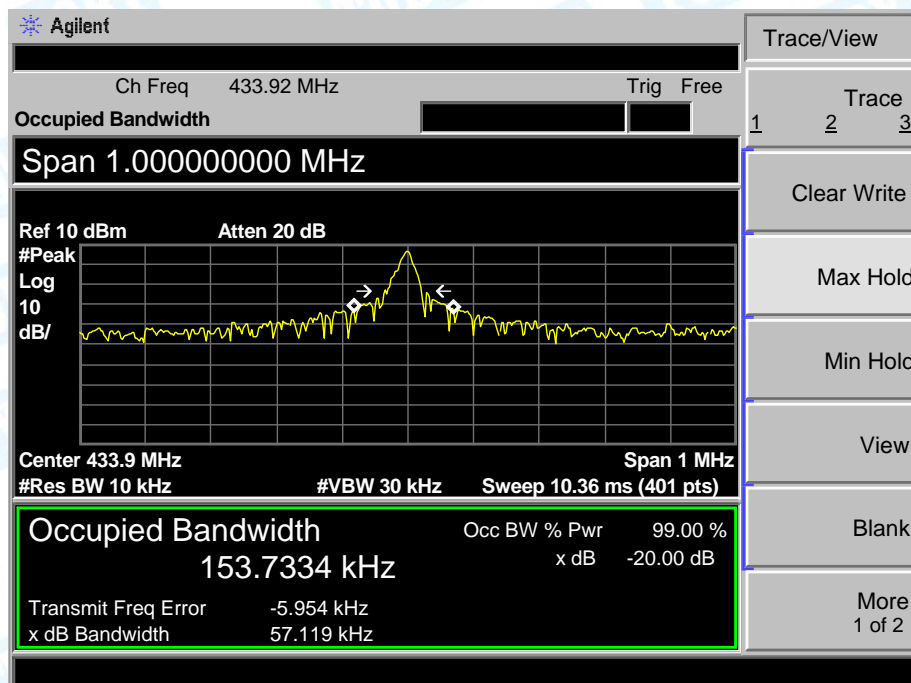 Agilent
Trace/View
Ch Freq 433.92 MHz Trig Free
Occupied Bandwidth
Trace
1 2 3
Span 1.000000000 MHz
Clear Write
Ref 10 dBm Atten 20 dB
#Peak
Log
10
dB/
Max Hold
Min Hold
View
Center 433.9 MHz Span 1 MHz
#Res BW 10 kHz #VBW 30 kHz Sweep 10.36 ms (401 pts)
Occupied Bandwidth Occ BW % Pwr 99.00 %
153.7334 kHz x dB -20.00 dB
Blank
Transmit Freq Error -5.954 kHz
x dB Bandwidth 57.119 kHz
More
1 of 2